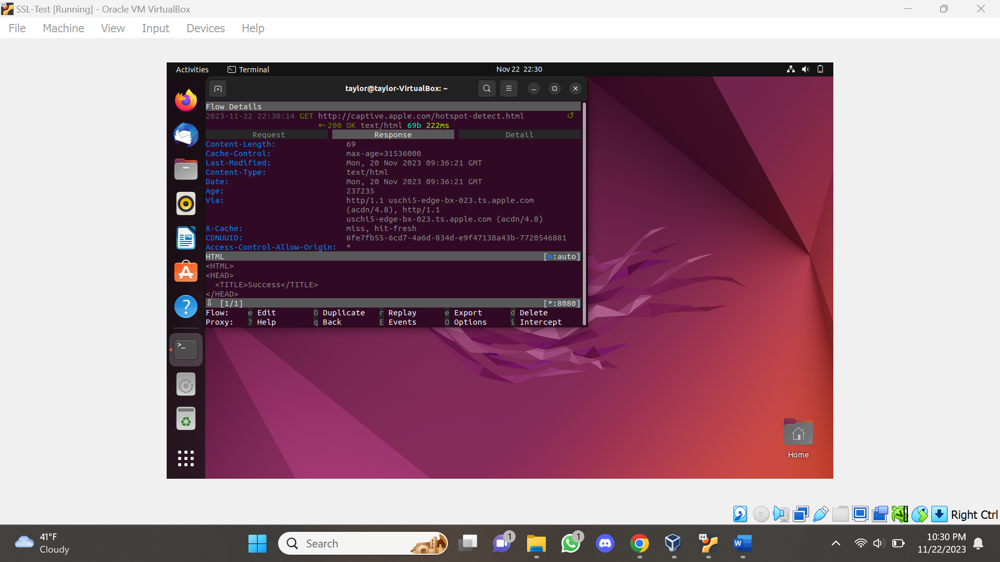 SSL-Test [Running] - Oracle VM VirtualBox
File Machine View Input Devices Help
Activities Terminal Nov 22 22:30
taylor@taylor-VirtualBox: ~
Flow Details
2023-11-22 22:30:14 GET http://captive.apple.com/hotspot-detect.html
← 200 OK text/html 69b 222ms
Request Response Detail
Content-Length: 69
Cache-Control: max-age=31536000
Last-Modified: Mon, 20 Nov 2023 09:36:21 GMT
Content-Type: text/html
Date: Mon, 20 Nov 2023 09:36:21 GMT
Age: 237235
Via: http/1.1 uschi5-edge-bx-023.ts.apple.com
(acdn/4.8), http/1.1
uschi5-edge-bx-023.ts.apple.com (acdn/4.8)
X-Cache: miss, hit-fresh
CDNUUID: 6fe7fb55-6cd7-4a6d-834d-e9f47138a43b-7720546881
Access-Control-Allow-Origin: *
HTML [m:auto]
<HTML>
<HEAD>
<TITLE>Success</TITLE>
</HEAD>
⇩ [1/1] [*:8080]
Flow: e Edit D Duplicate r Replay e Export d Delete
Proxy: ? Help q Back E Events O Options i Intercept
Home
Right Ctrl
41°F
Cloudy
Search
1
1
64
W
10:30 PM
11/22/2023